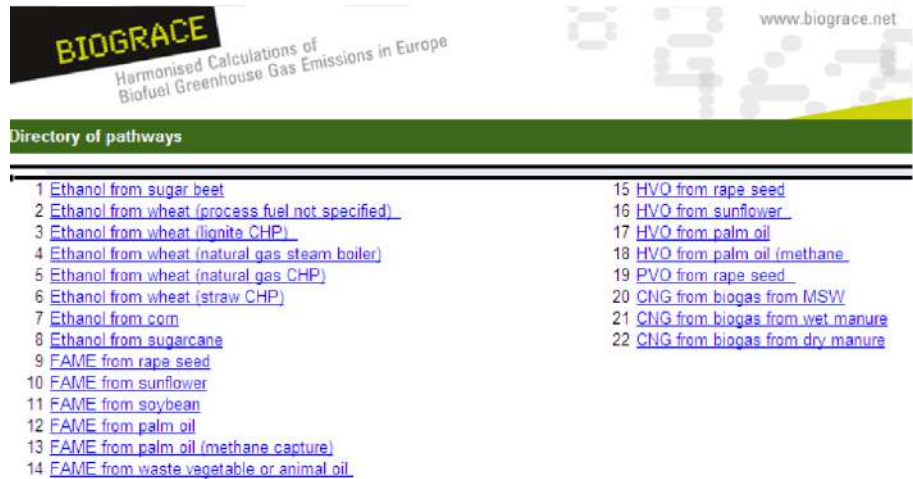 BIOGRACE
Harmonised Calculations of
Biofuel Greenhouse Gas Emissions in Europe
www.biograce.net
Directory of pathways
1 Ethanol from sugar beet
2 Ethanol from wheat (process fuel not specified)
3 Ethanol from wheat (lignite CHP)
4 Ethanol from wheat (natural gas steam boiler)
5 Ethanol from wheat (natural gas CHP)
6 Ethanol from wheat (straw CHP)
7 Ethanol from corn
8 Ethanol from sugarcane
9 FAME from rape seed
10 FAME from sunflower
11 FAME from soybean
12 FAME from palm oil
13 FAME from palm oil (methane capture)
14 FAME from waste vegetable or animal oil
15 HVO from rape seed
16 HVO from sunflower
17 HVO from palm oil
18 HVO from palm oil (methane
19 PVO from rape seed
20 CNG from biogas from MSW
21 CNG from biogas from wet manure
22 CNG from biogas from dry manure